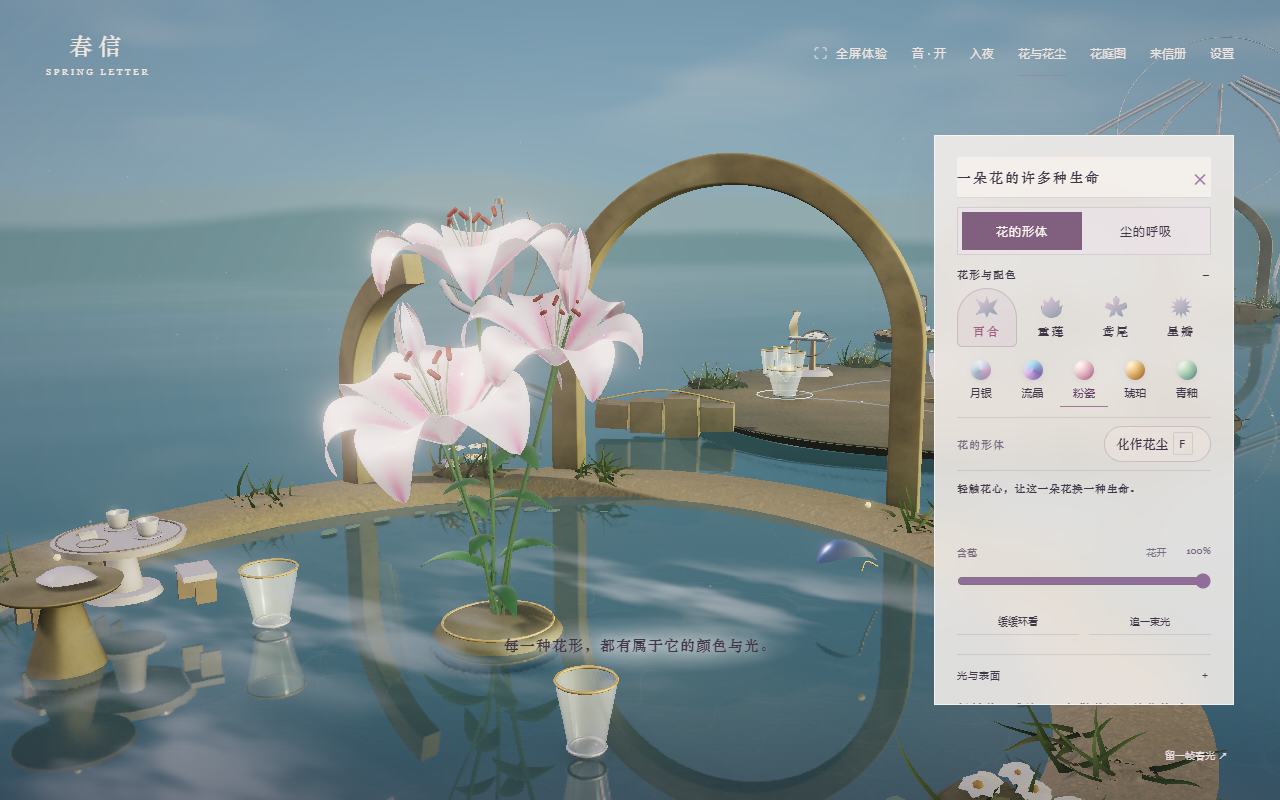 春信
SPRING LETTER
全屏体验 音·开 入夜 花与花尘 花庭图 来信册 设置
一朵花的许多种生命 ×
花的形体 尘的呼吸
花形与配色 −
百合 重莲 鸢尾 星瓣
月银 流晶 粉瓷 琥珀 青釉
花的形体 化作花尘 F
轻触花心，让这一朵花换一种生命。
含苞 花开 100%
缓缓环看 追一束光
光与表面 +
每一种花形，都有属于它的颜色与光。
留一帧春光 ↗